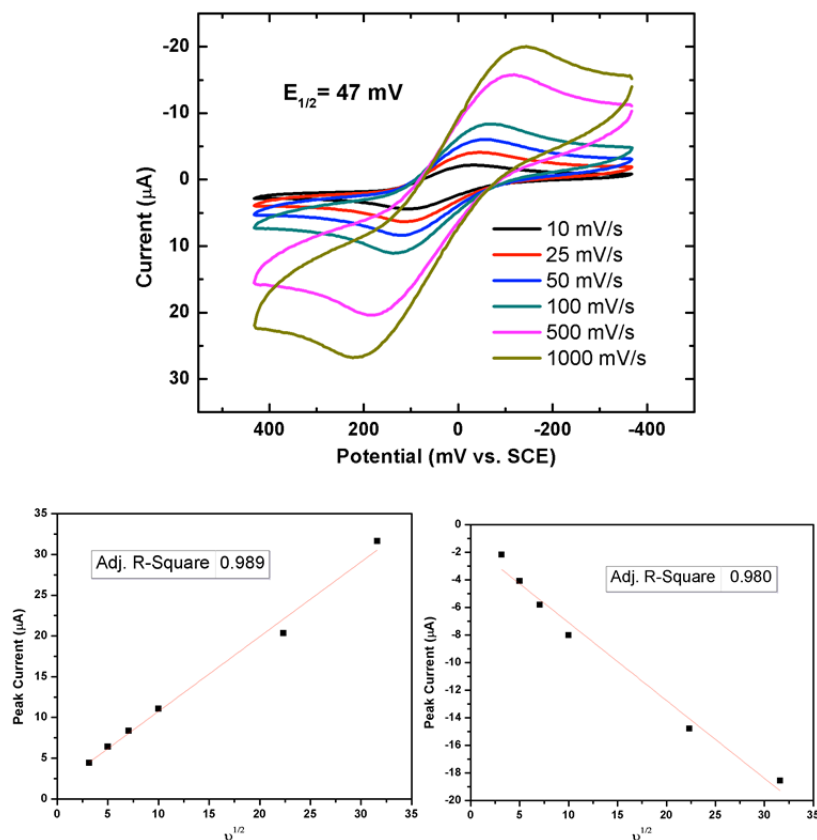 -20
-10
0
10
20
30
Current (μA)
E1/2= 47 mV
10 mV/s
25 mV/s
50 mV/s
100 mV/s
500 mV/s
1000 mV/s
400 200 0 -200 -400
Potential (mV vs. SCE)
35
30
25
20
15
10
5
0
Peak Current (μA)
Adj. R-Square 0.989
0 5 10 15 20 25 30 35
υ1/2
0
-2
-4
-6
-8
-10
-12
-14
-16
-18
-20
Peak Current (μA)
Adj. R-Square 0.980
0 5 10 15 20 25 30 35
υ1/2